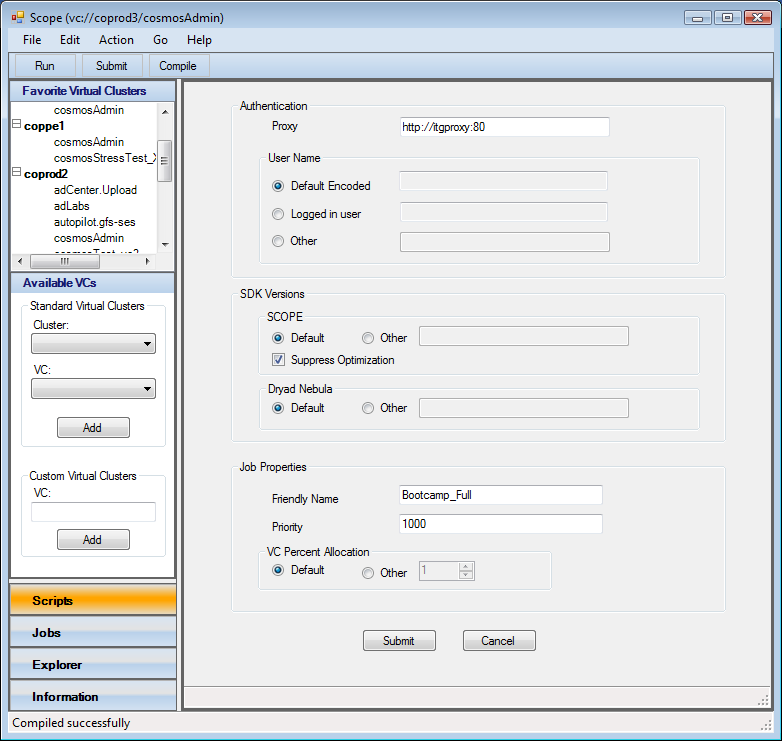 Scope (vc://coprod3/cosmosAdmin)
File Edit Action Go Help
Run Submit Compile
Favorite Virtual Clusters
cosmosAdmin
coppe1
cosmosAdmin
cosmosStressTest_
coprod2
adCenter.Upload
adLabs
autopilot.gfs-ses
cosmosAdmin
Available VCs
Standard Virtual Clusters
Cluster:
VC:
Add
Custom Virtual Clusters
VC:
Add
Scripts
Jobs
Explorer
Information
Authentication
Proxy http://itgproxy:80
User Name
Default Encoded
Logged in user
Other
SDK Versions
SCOPE
Default Other
Suppress Optimization
Dryad Nebula
Default Other
Job Properties
Friendly Name Bootcamp_Full
Priority 1000
VC Percent Allocation
Default Other 1
Submit Cancel
Compiled successfully